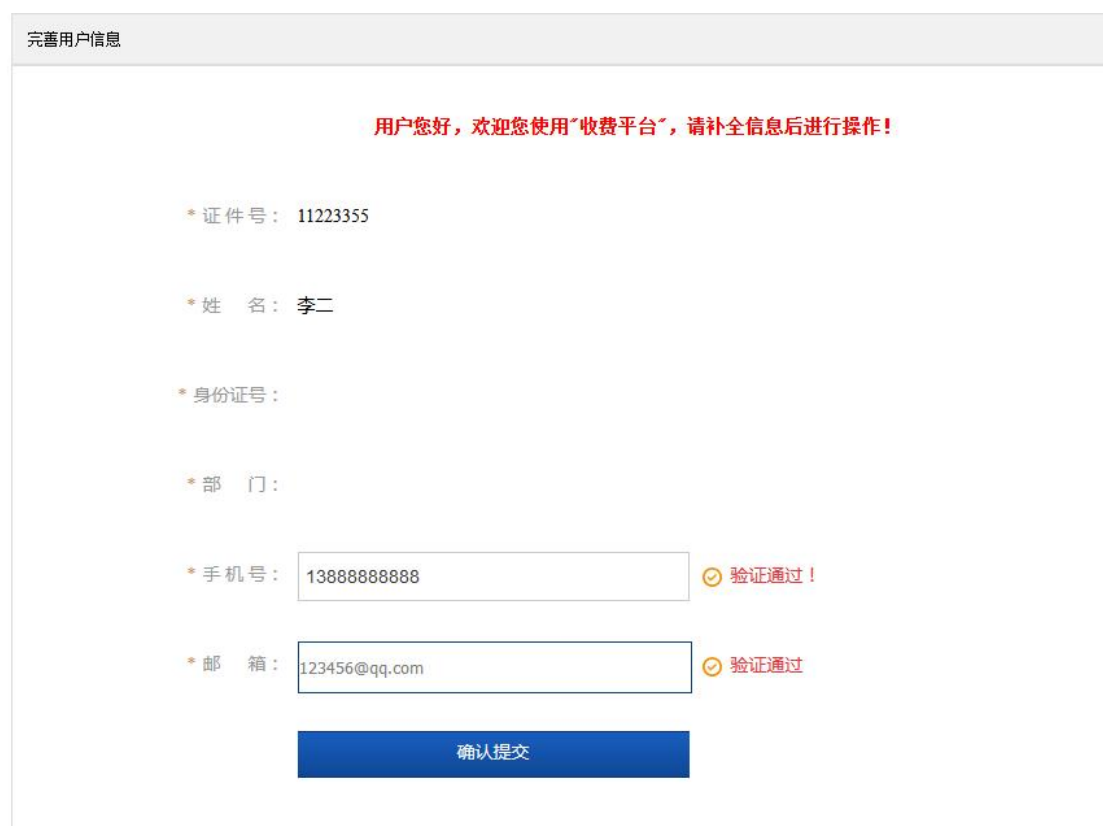 完善用户信息
用户您好，欢迎您使用"收费平台"，请补全信息后进行操作！
* 证件号： 11223355
* 姓 名： 李二
* 身份证号：
* 部 门：
* 手机号： 13888888888 验证通过！
* 邮 箱： 123456@qq.com 验证通过
确认提交